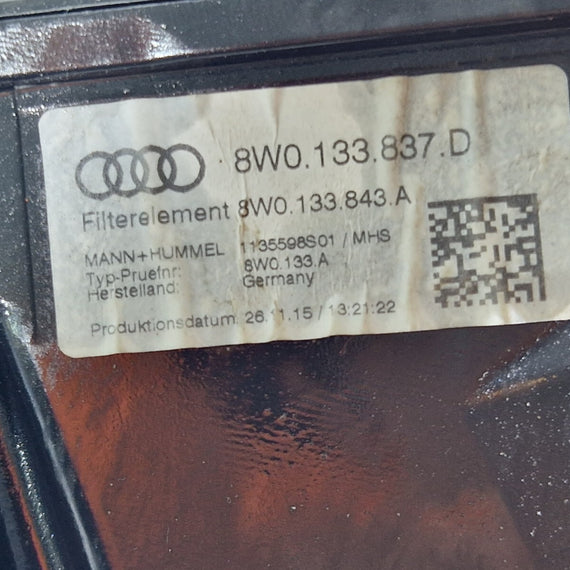 8W0.133.837.D
Filterelement 8W0.133.843.A
MANN+HUMMEL 1135598S01 / MHS
Typ-Pruefnr: 8W0.133.A
Herstelland: Germany
Produktionsdatum: 26.11.15 / 13:21:22